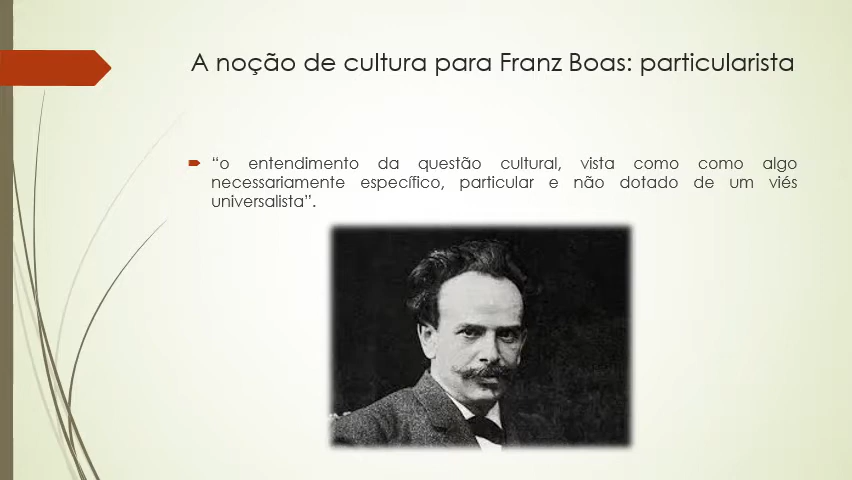 A noção de cultura para Franz Boas: particularista
“o entendimento da questão cultural, vista como como algo
necessariamente específico, particular e não dotado de um viés
universalista”.